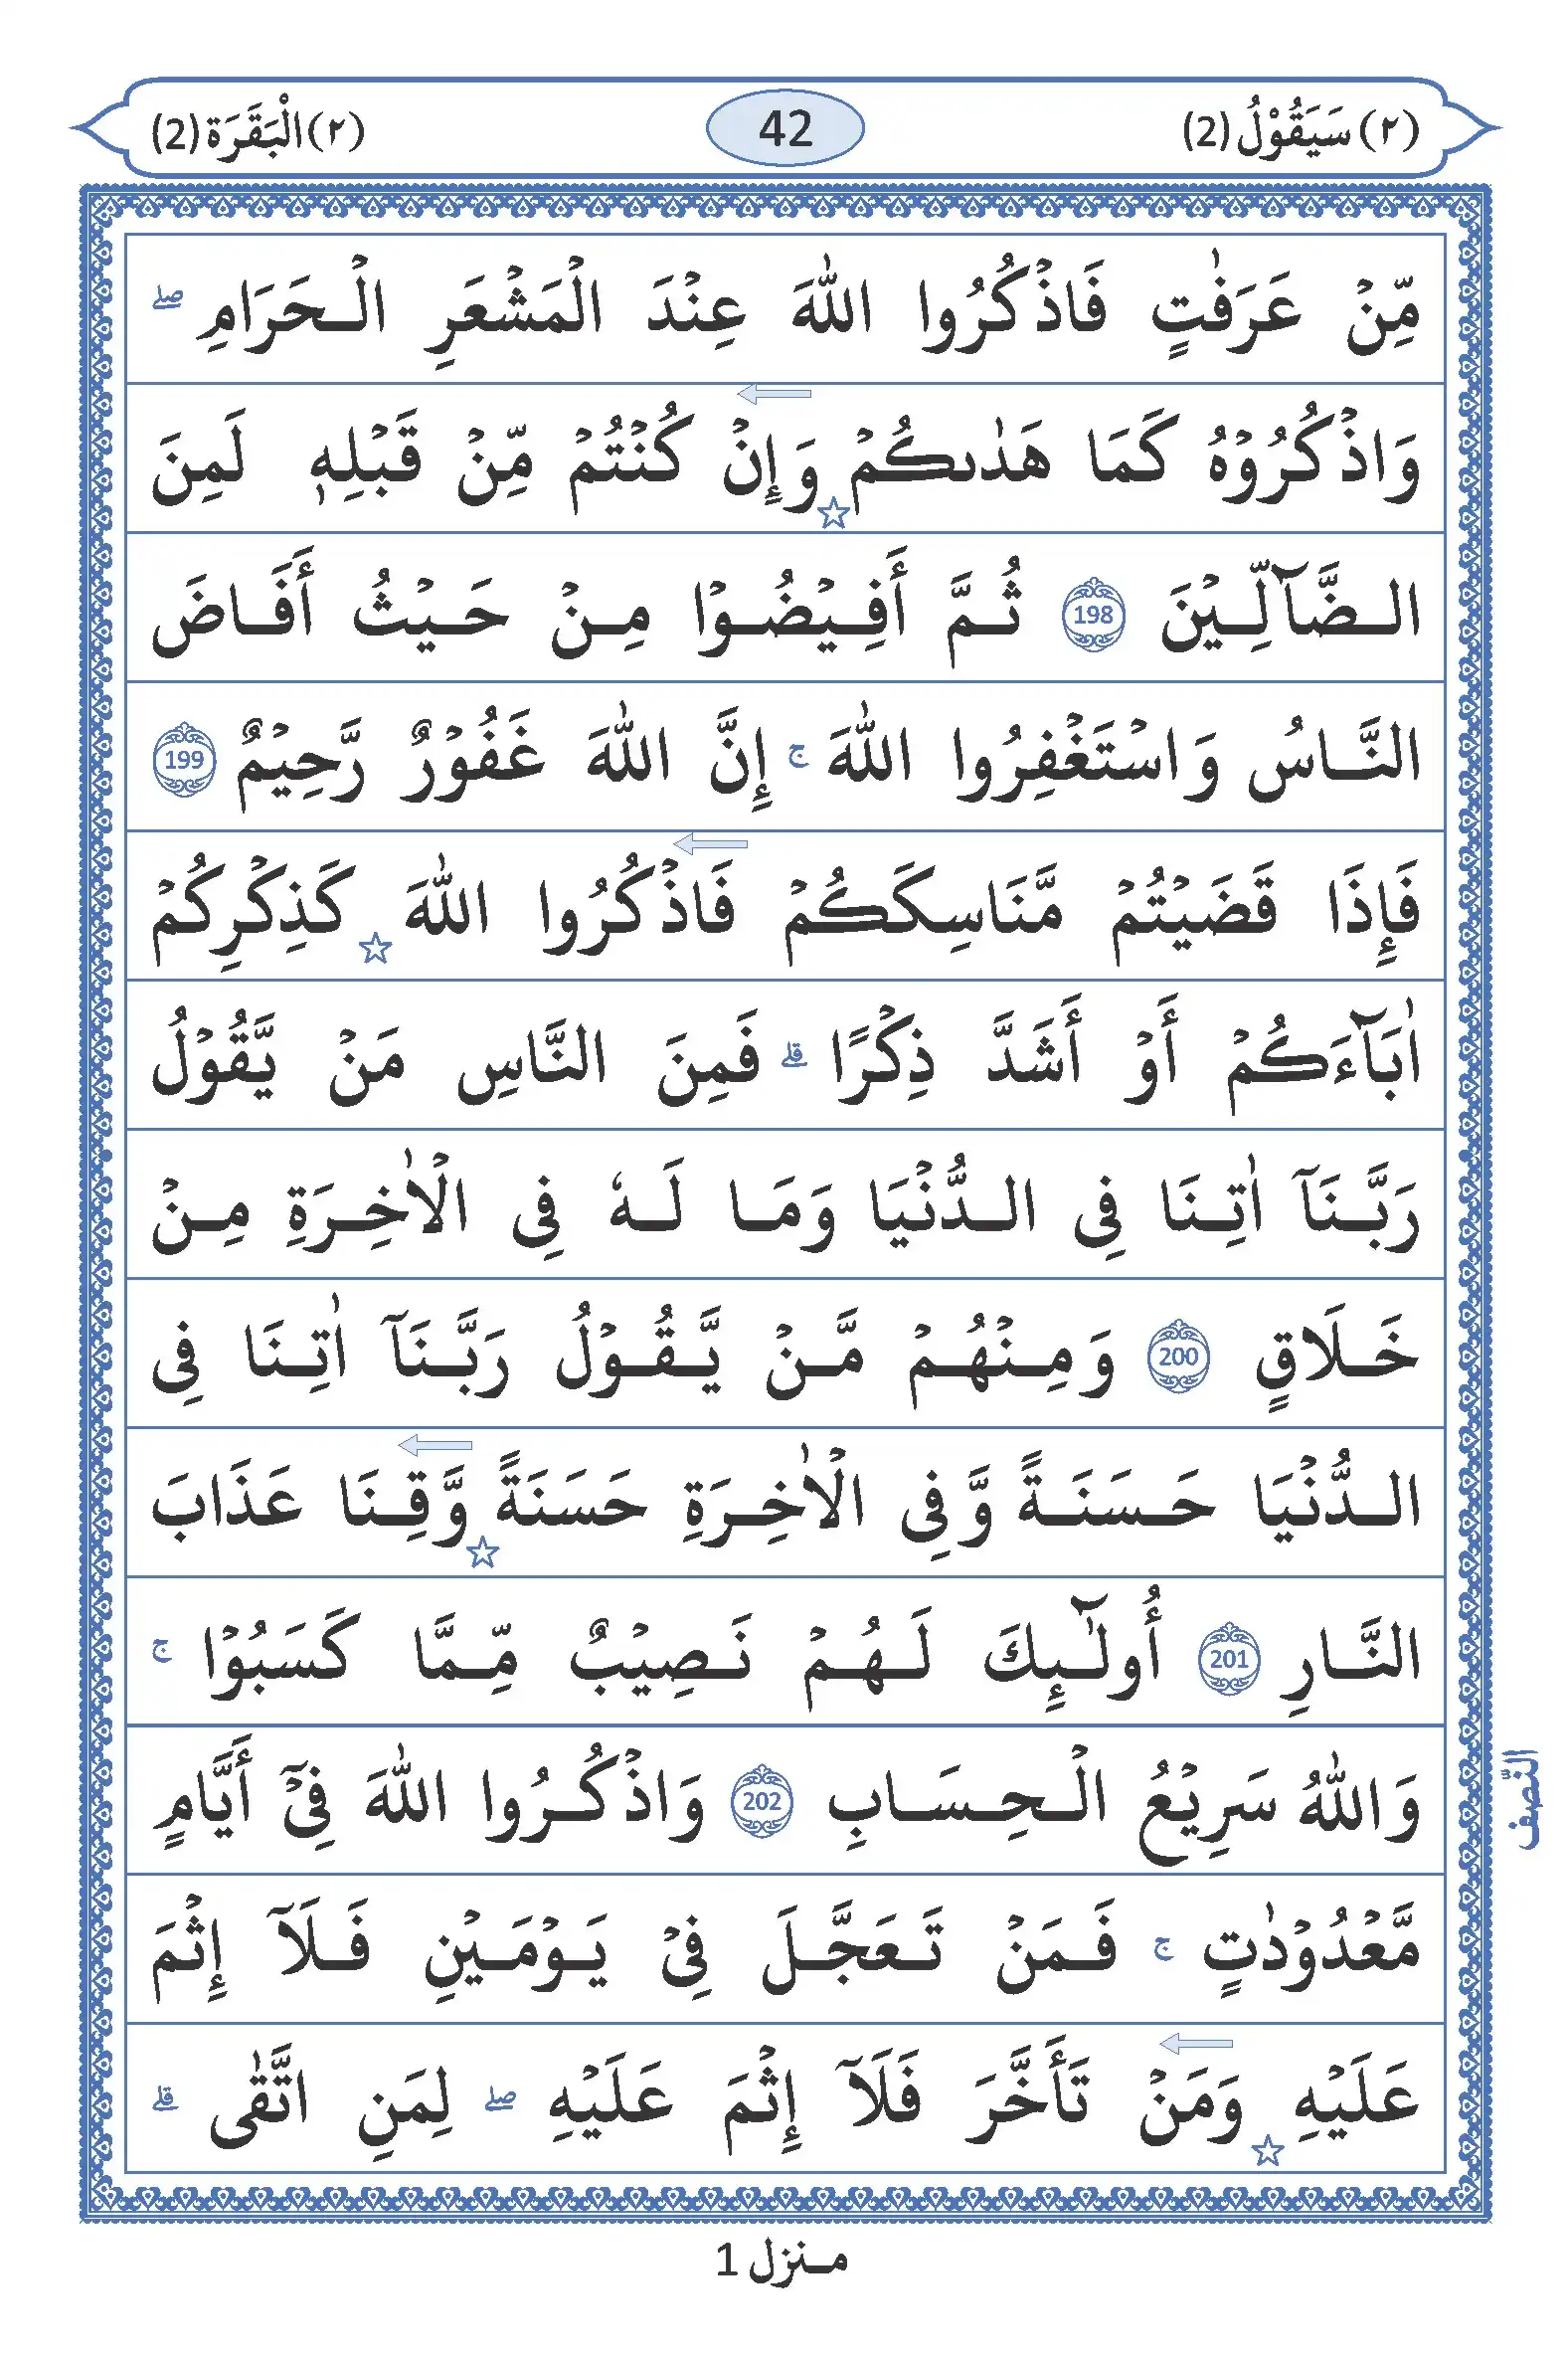 (٢) سَيَقُوْلُ (2)
42
(٢) الْبَقَرَة (2)
مِّنْ عَرَفٰتٍ فَاذْكُرُوا اللّٰهَ عِنْدَ الْمَشْعَرِ الْحَرَامِ ۖ
وَاذْكُرُوْهُ كَمَا هَدٰىكُمْ ☆ وَإِنْ كُنْتُمْ مِّنْ قَبْلِهٖ لَمِنَ
الضَّآلِّيْنَ 198 ثُمَّ أَفِيْضُوْا مِنْ حَيْثُ أَفَاضَ
النَّاسُ وَاسْتَغْفِرُوا اللّٰهَ ۚ إِنَّ اللّٰهَ غَفُوْرٌ رَّحِيْمٌ 199
فَإِذَا قَضَيْتُمْ مَّنَاسِكَكُمْ فَاذْكُرُوا اللّٰهَ ☆ كَذِكْرِكُمْ
اٰبَآءَكُمْ أَوْ أَشَدَّ ذِكْرًا ۗ فَمِنَ النَّاسِ مَنْ يَّقُوْلُ
رَبَّنَآ اٰتِنَا فِى الدُّنْيَا وَمَا لَهٗ فِى الْاٰخِرَةِ مِنْ
خَلَاقٍ 200 وَمِنْهُمْ مَّنْ يَّقُوْلُ رَبَّنَآ اٰتِنَا فِى
الدُّنْيَا حَسَنَةً وَّفِى الْاٰخِرَةِ حَسَنَةً ☆ وَّقِنَا عَذَابَ
النَّارِ 201 أُولٰٓئِكَ لَهُمْ نَصِيْبٌ مِّمَّا كَسَبُوْا ۚ
وَاللّٰهُ سَرِيْعُ الْحِسَابِ 202 وَاذْكُرُوا اللّٰهَ فِىْٓ أَيَّامٍ
النّصف
مَّعْدُوْدٰتٍ ۚ فَمَنْ تَعَجَّلَ فِىْ يَوْمَيْنِ فَلَآ إِثْمَ
عَلَيْهِ ☆ وَمَنْ تَأَخَّرَ فَلَآ إِثْمَ عَلَيْهِ ۖ لِمَنِ اتَّقٰى ۗ
منزل 1